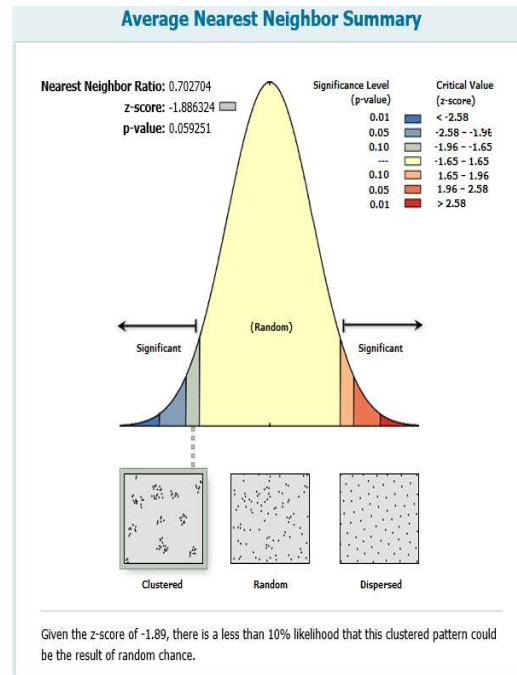 Average Nearest Neighbor Summary
Nearest Neighbor Ratio: 0.702704
z-score: -1.886324
p-value: 0.059251
Significance Level
(p-value)
Critical Value
(z-score)
0.01 < -2.58
0.05 -2.58 - -1.96
0.10 -1.96 - -1.65
--- -1.65 - 1.65
0.10 1.65 - 1.96
0.05 1.96 - 2.58
0.01 > 2.58
(Random)
Significant
Significant
Clustered
Random
Dispersed
Given the z-score of -1.89, there is a less than 10% likelihood that this clustered pattern could
be the result of random chance.